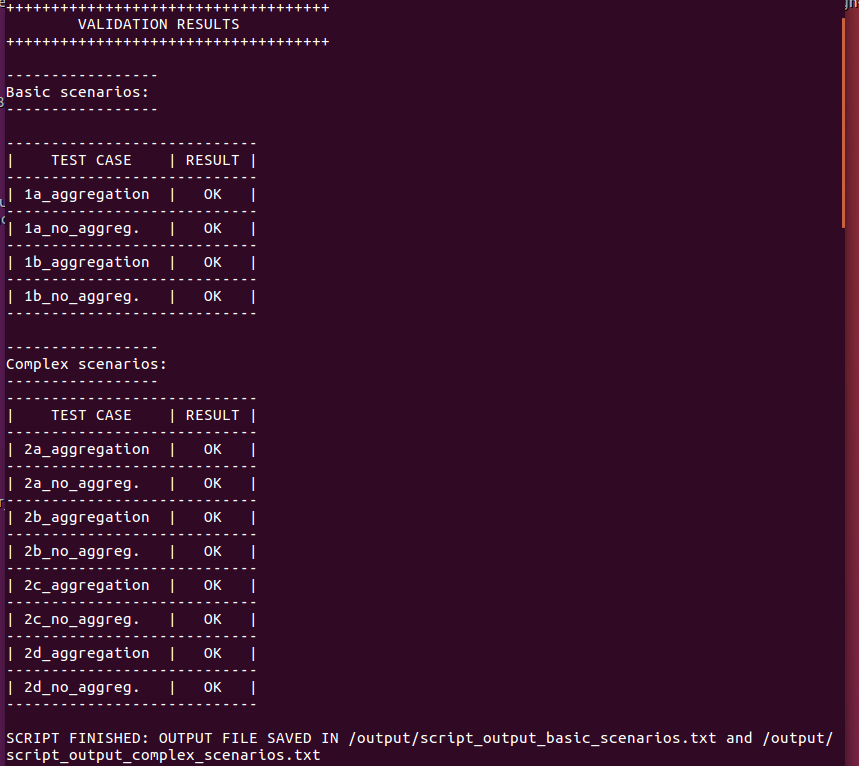 ++++++++++++++++++++++++++++++++++++
VALIDATION RESULTS
++++++++++++++++++++++++++++++++++++
-----------------
Basic scenarios:
-----------------
----------------------------
|    TEST CASE    | RESULT |
----------------------------
| 1a_aggregation  |   OK   |
----------------------------
| 1a_no_aggreg.   |   OK   |
----------------------------
| 1b_aggregation  |   OK   |
----------------------------
| 1b_no_aggreg.   |   OK   |
----------------------------
-----------------
Complex scenarios:
-----------------
----------------------------
|    TEST CASE    | RESULT |
----------------------------
| 2a_aggregation  |   OK   |
----------------------------
| 2a_no_aggreg.   |   OK   |
----------------------------
| 2b_aggregation  |   OK   |
----------------------------
| 2b_no_aggreg.   |   OK   |
----------------------------
| 2c_aggregation  |   OK   |
----------------------------
| 2c_no_aggreg.   |   OK   |
----------------------------
| 2d_aggregation  |   OK   |
----------------------------
| 2d_no_aggreg.   |   OK   |
----------------------------
SCRIPT FINISHED: OUTPUT FILE SAVED IN /output/script_output_basic_scenarios.txt and /output/
script_output_complex_scenarios.txt